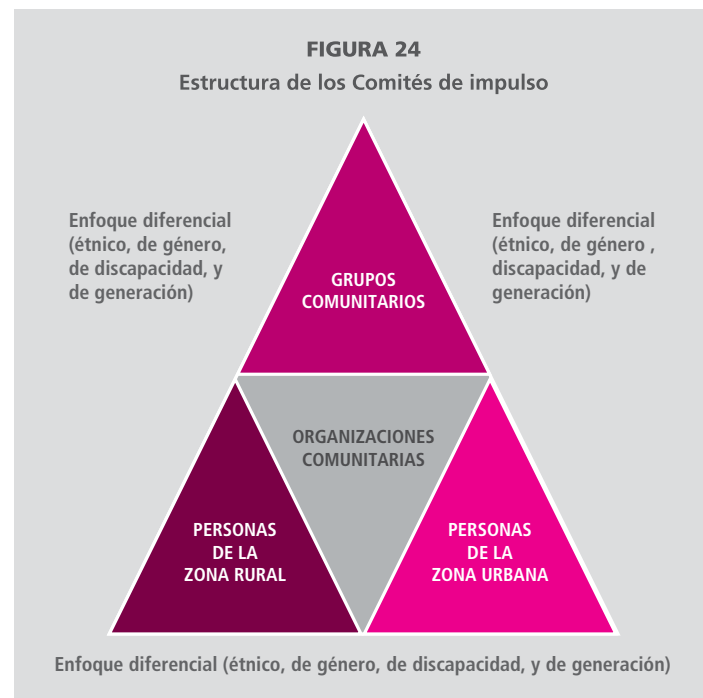 FIGURA 24
Estructura de los Comités de impulso
Enfoque diferencial
(étnico, de género,
de discapacidad, y
de generación)
Enfoque diferencial
(étnico, de género ,
discapacidad, y de
generación)
GRUPOS
COMUNITARIOS
ORGANIZACIONES
COMUNITARIAS
PERSONAS
DE LA
ZONA RURAL
PERSONAS
DE LA
ZONA URBANA
Enfoque diferencial (étnico, de género, de discapacidad, y de generación)